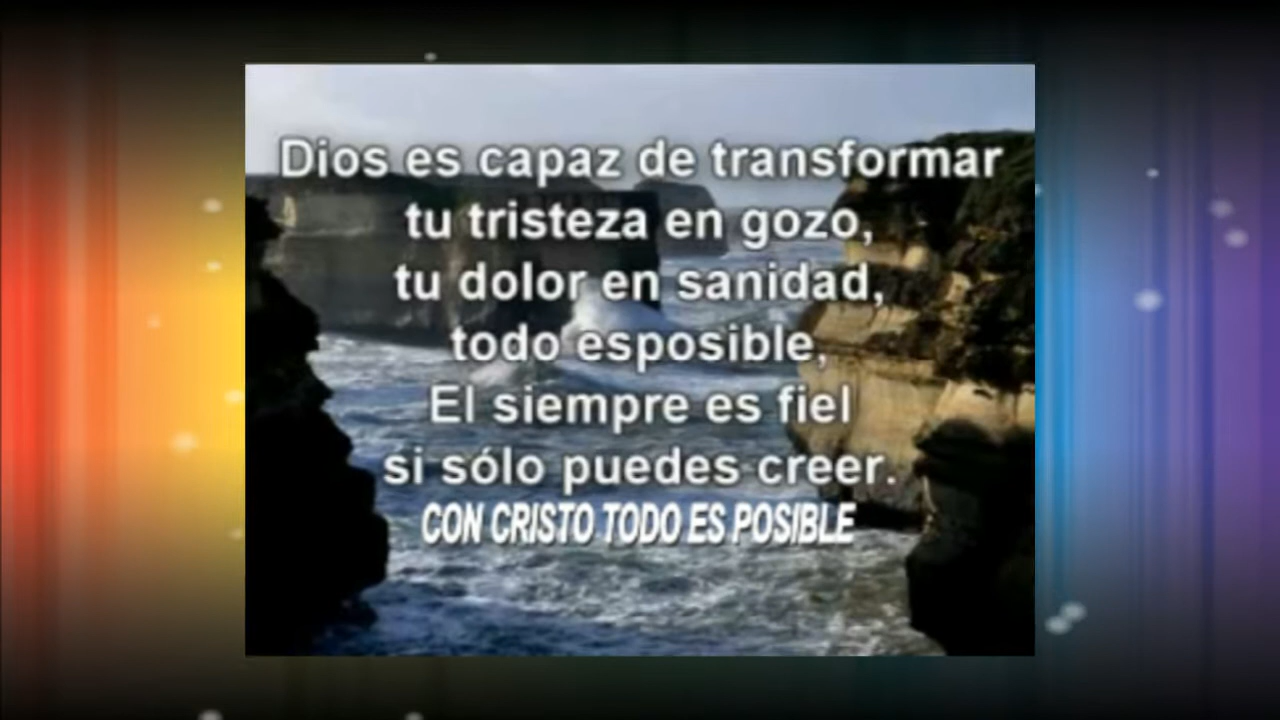 Dios es capaz de transformar
tu tristeza en gozo,
tu dolor en sanidad,
todo esposible,
El siempre es fiel
si sólo puedes creer.
CON CRISTO TODO ES POSIBLE